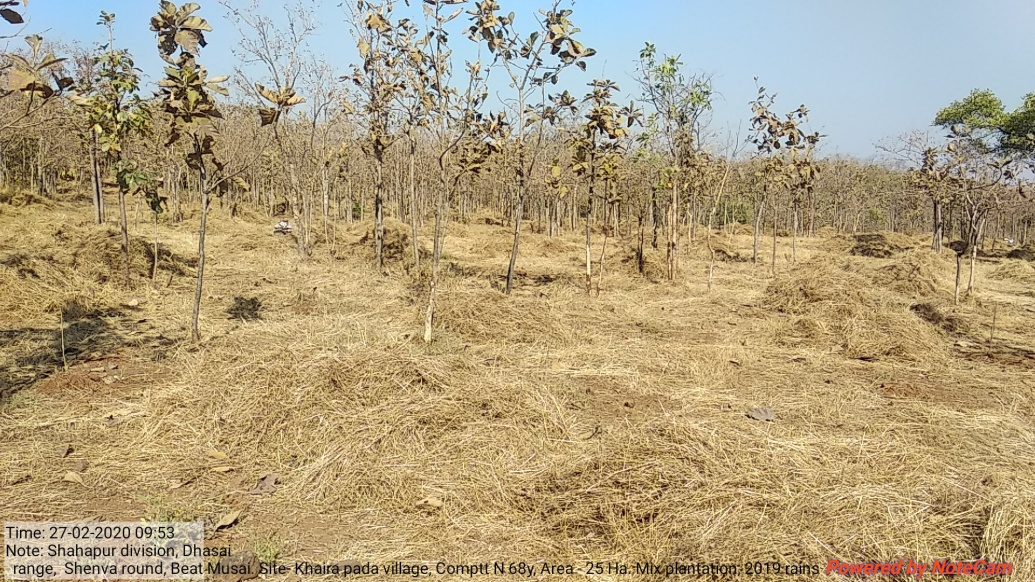 Time: 27-02-2020 09:53
Note: Shahapur division, Dhasai
range, Shenva round, Beat-Musai. Site- Khaira pada village, Comptt N 68y, Area - 25 Ha. Mix plantation, 2019 rains
Powered by NoteCam